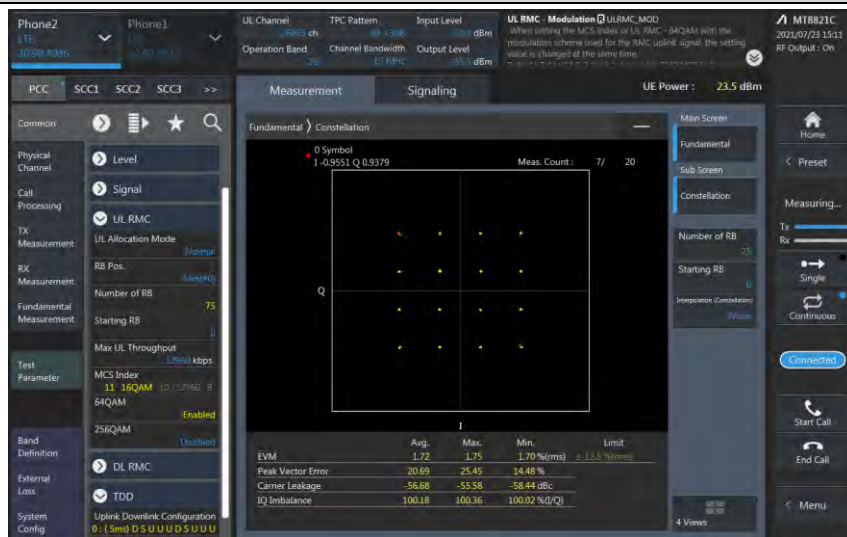 Phone2
LTE
Phone1
UL Channel
TPC Pattern
Input Level
26865 ch
dBm
Operation Band
Channel Bandwidth
Output Level
26
15 MHz
dBm
UL RMC - Modulation ULRMC_MOD
When setting the MCS Index or UL RMC - 64QAM with the
modulation scheme used for the RMC uplink signal, the setting
value is changed at the same time.
MT8821C
2021/07/23 15:11
RF Output : On
PCC
SCC1
SCC2
SCC3
>>
Measurement
Signaling
UE Power : 23.5 dBm
Common
Physical
Channel
Call
Processing
TX
Measurement
RX
Measurement
Fundamental
Measurement
Test
Parameter
Band
Definition
External
Loss
System
Config
Level
Signal
UL RMC
UL Allocation Mode
Normal
RB Pos.
Min(#0)
Number of RB
75
Starting RB
0
Max UL Throughput
12960 kbps
MCS Index
11 16QAM
64QAM
Enabled
256QAM
Disabled
DL RMC
TDD
Uplink Downlink Configuration
0 : ( 5ms) D S U U U D S U U U
Fundamental ⟩ Constellation
0 Symbol
I -0.9551 Q 0.9379
Meas. Count : 7/ 20
Q
I
Avg. Max. Min. Limit
EVM 1.72 1.75 1.70 %(rms)
Peak Vector Error 20.69 25.45 14.48 %
Carrier Leakage -56.68 -55.58 -58.44 dBc
IQ Imbalance 100.18 100.36 100.02 %(I/Q)
Main Screen
Fundamental
Sub Screen
Constellation
Number of RB
25
Starting RB
0
Interpolation (Constellation)
None
4 Views
Home
Preset
Measuring...
Tx
Rx
Single
Continuous
Connected
Start Call
End Call
Menu